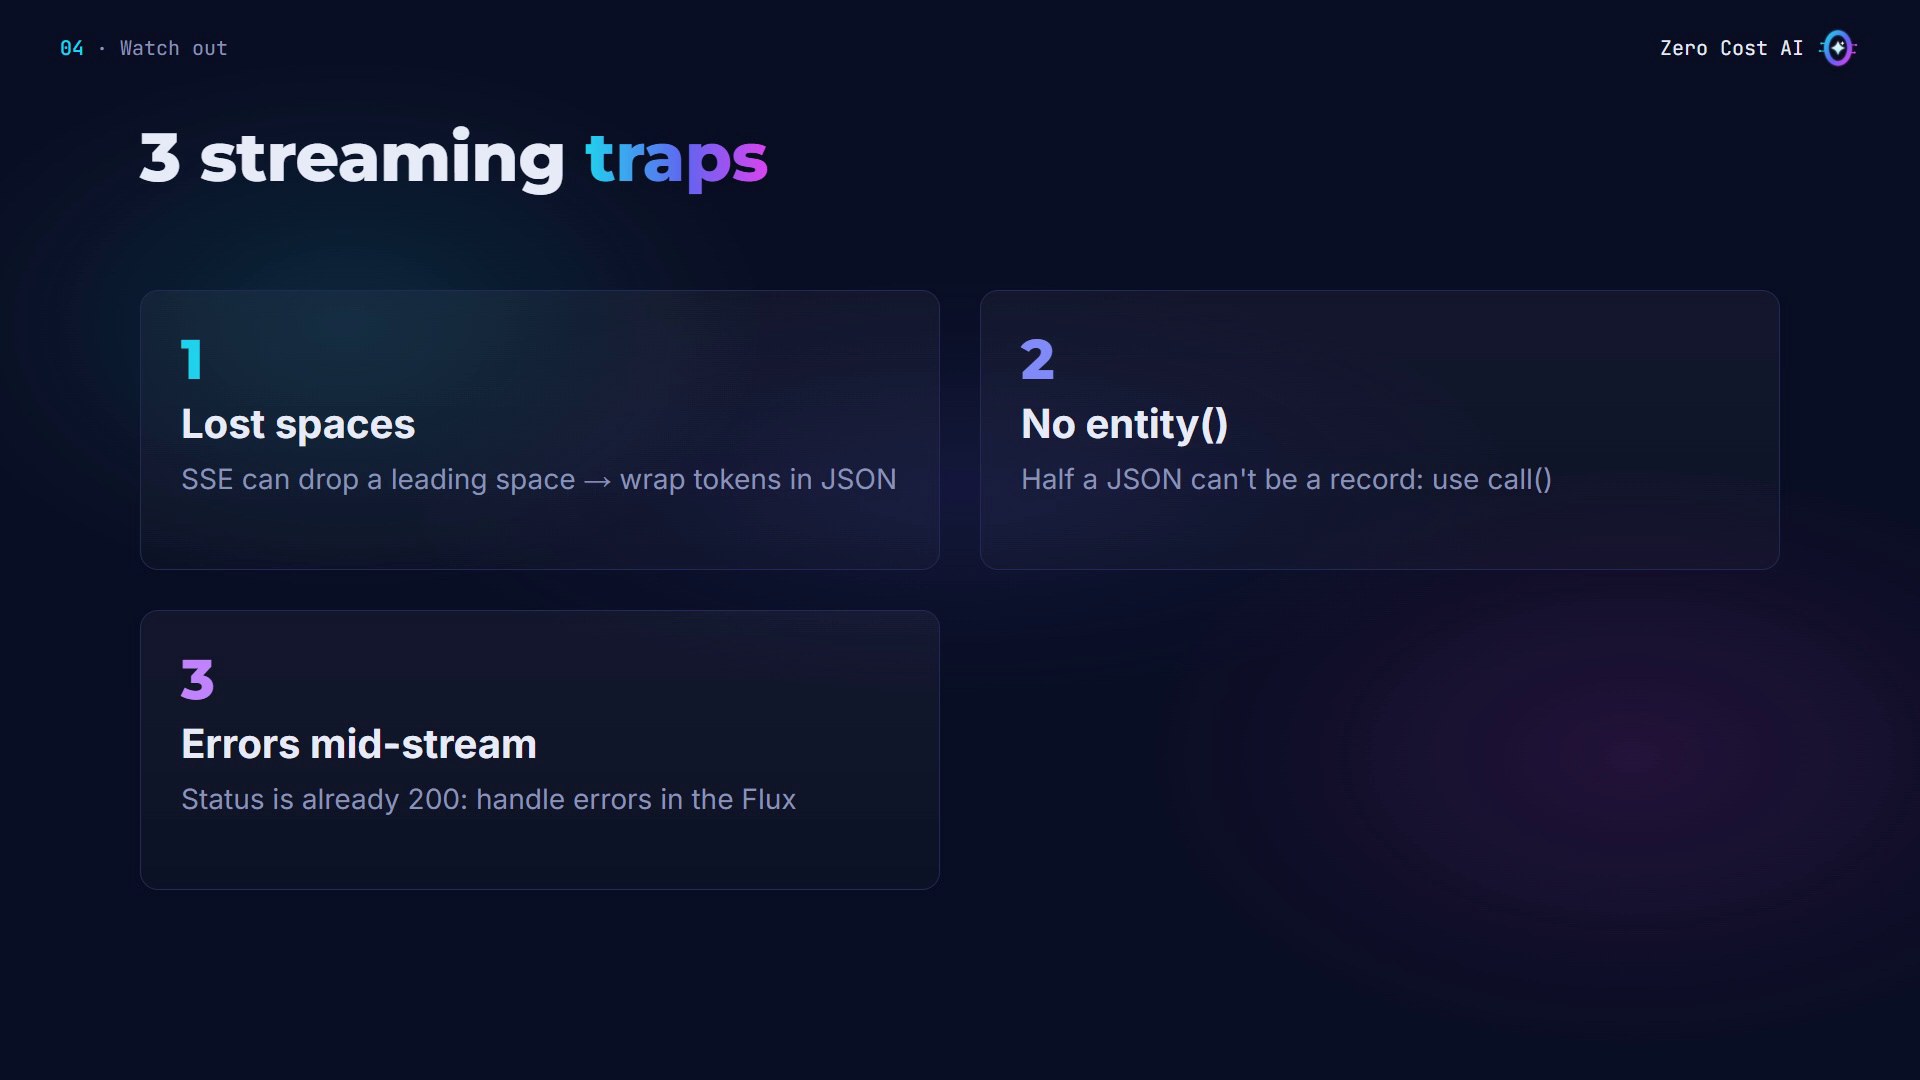 04 · Watch out
Zero Cost AI
3 streaming traps
1
Lost spaces
SSE can drop a leading space → wrap tokens in JSON
2
No entity()
Half a JSON can't be a record: use call()
3
Errors mid-stream
Status is already 200: handle errors in the Flux